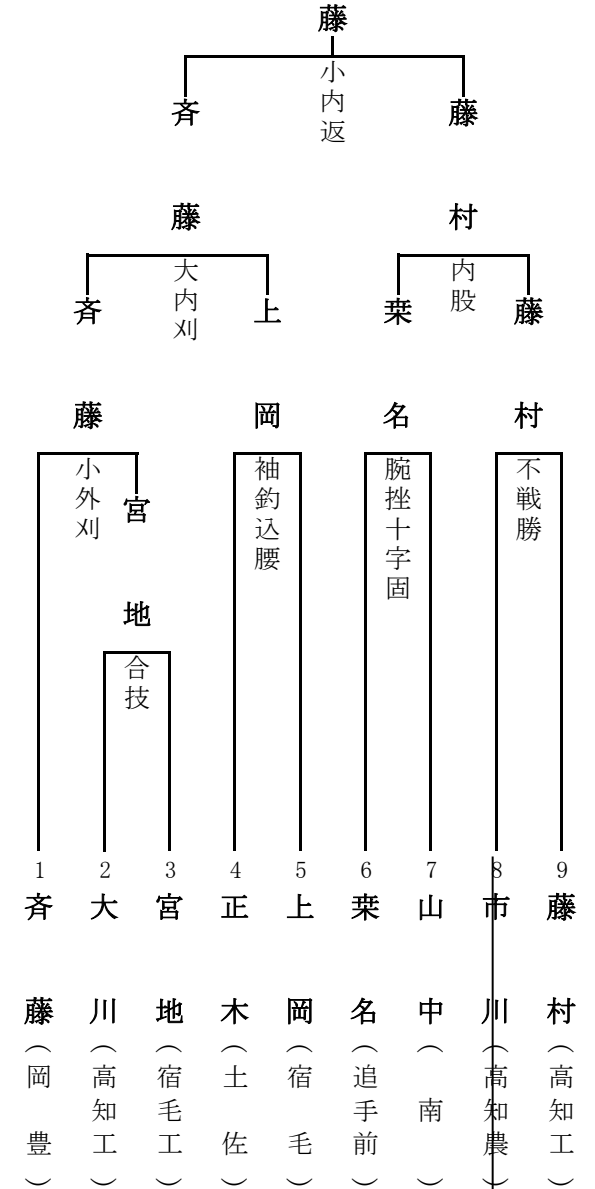 藤
小内返
斉藤
藤村
大内刈
内股
斉藤
上岡
桒名
藤村
小外刈
袖釣込腰
腕挫十字固
不戦勝
宮地
合技
1 斉藤（岡豊）
2 大川（高知工）
3 宮地（宿毛工）
4 正木（土佐）
5 上岡（宿毛）
6 桒名（追手前）
7 山中（南）
8 市川（高知農）
9 藤村（高知工）